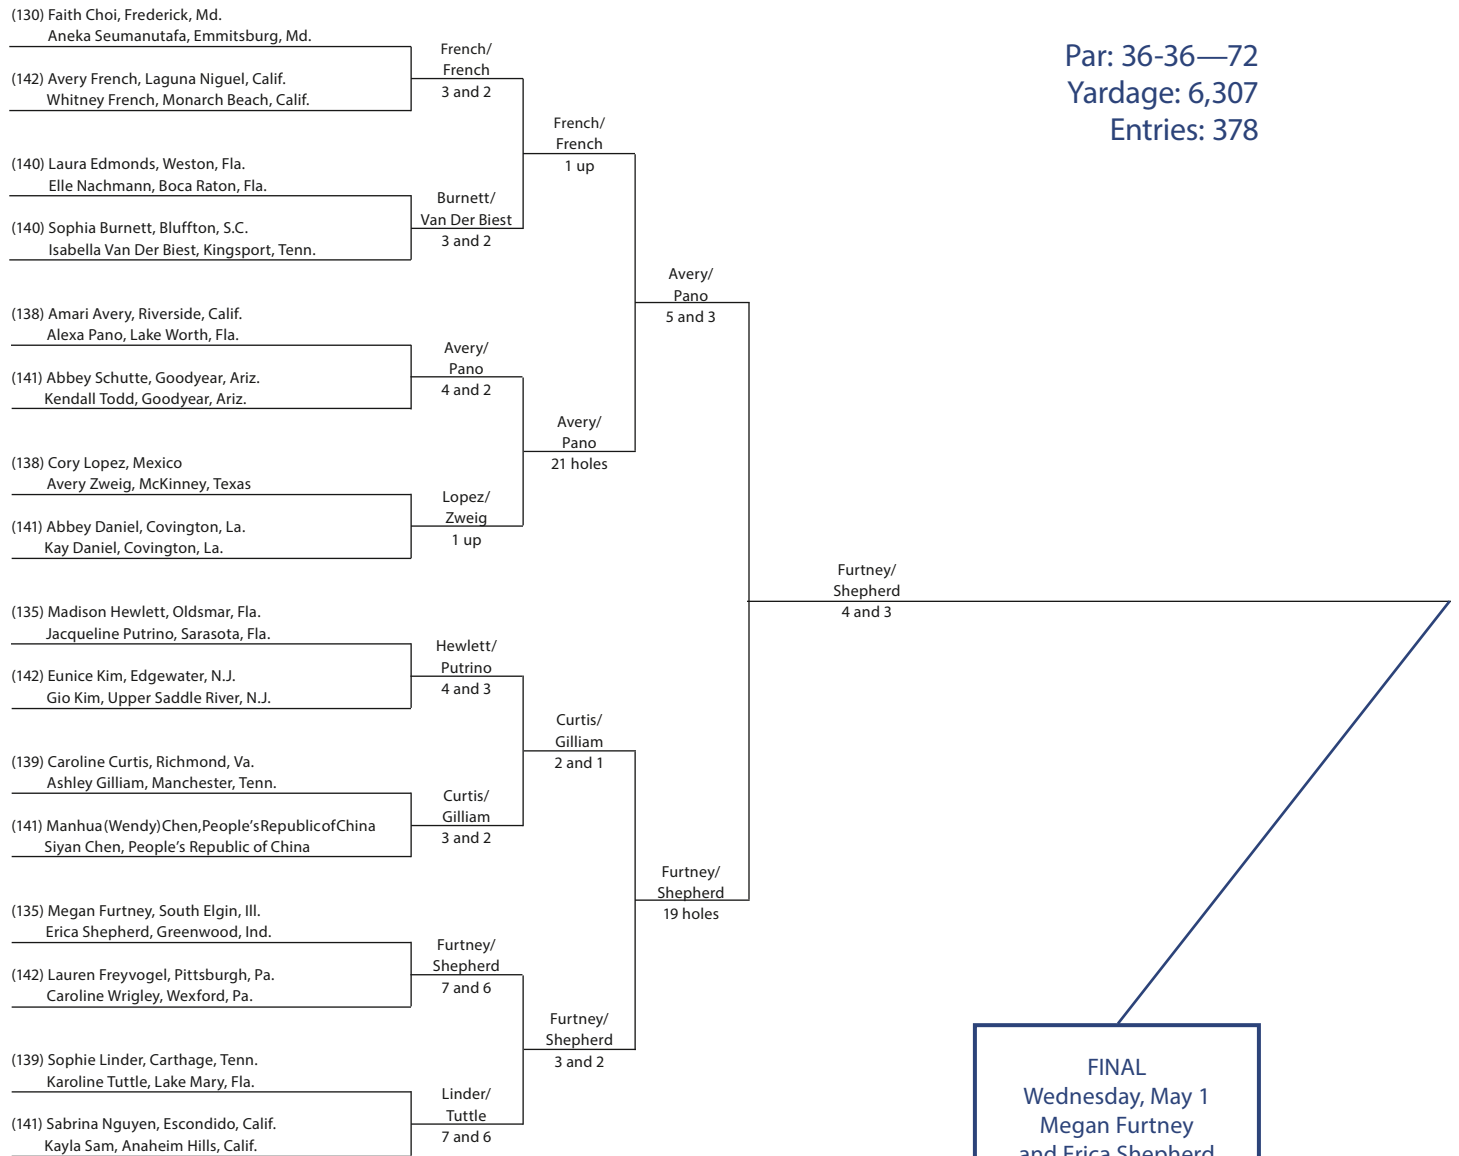 (130) Faith Choi, Frederick, Md.
Aneka Seumanutafa, Emmitsburg, Md.
(142) Avery French, Laguna Niguel, Calif.
Whitney French, Monarch Beach, Calif.
(140) Laura Edmonds, Weston, Fla.
Elle Nachmann, Boca Raton, Fla.
(140) Sophia Burnett, Bluffton, S.C.
Isabella Van Der Biest, Kingsport, Tenn.
(138) Amari Avery, Riverside, Calif.
Alexa Pano, Lake Worth, Fla.
(141) Abbey Schutte, Goodyear, Ariz.
Kendall Todd, Goodyear, Ariz.
(138) Cory Lopez, Mexico
Avery Zweig, McKinney, Texas
(141) Abbey Daniel, Covington, La.
Kay Daniel, Covington, La.
(135) Madison Hewlett, Oldsmar, Fla.
Jacqueline Putrino, Sarasota, Fla.
(142) Eunice Kim, Edgewater, N.J.
Gio Kim, Upper Saddle River, N.J.
(139) Caroline Curtis, Richmond, Va.
Ashley Gilliam, Manchester, Tenn.
(141) Manhua (Wendy) Chen, People's Republic of China
Siyan Chen, People's Republic of China
(135) Megan Furtney, South Elgin, Ill.
Erica Shepherd, Greenwood, Ind.
(142) Lauren Freyvogel, Pittsburgh, Pa.
Caroline Wrigley, Wexford, Pa.
(139) Sophie Linder, Carthage, Tenn.
Karoline Tuttle, Lake Mary, Fla.
(141) Sabrina Nguyen, Escondido, Calif.
Kayla Sam, Anaheim Hills, Calif.
French/
French
3 and 2
Burnett/
Van Der Biest
3 and 2
Avery/
Pano
4 and 2
Lopez/
Zweig
1 up
Hewlett/
Putrino
4 and 3
Curtis/
Gilliam
3 and 2
Furtney/
Shepherd
7 and 6
Linder/
Tuttle
7 and 6
French/
French
1 up
Avery/
Pano
21 holes
Curtis/
Gilliam
2 and 1
Furtney/
Shepherd
3 and 2
Avery/
Pano
5 and 3
Furtney/
Shepherd
19 holes
Furtney/
Shepherd
4 and 3
Par: 36-36—72
Yardage: 6,307
Entries: 378
FINAL
Wednesday, May 1
Megan Furtney
and Erica Shepherd